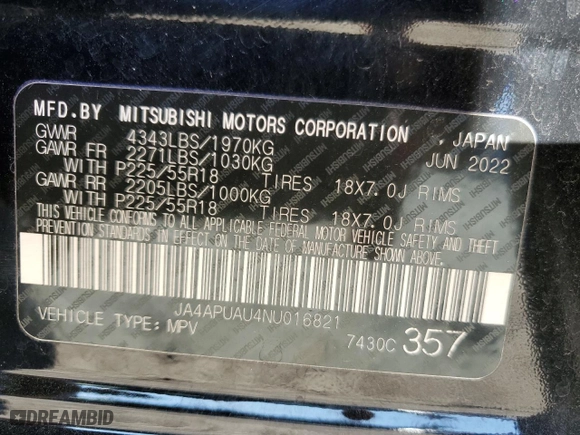 MFD.BY MITSUBISHI MOTORS CORPORATION, JAPAN
GVWR 4343LBS/1970KG JUN 2022
GAWR FR 2271LBS/1030KG
WITH P225/55R18 TIRES 18X7.0J RIMS
GAWR RR 2205LBS/1000KG
WITH P225/55R18 TIRES 18X7.0J RIMS
THIS VEHICLE CONFORMS TO ALL APPLICABLE FEDERAL MOTOR VEHICLE SAFETY AND THEFT
PREVENTION STANDARDS IN EFFECT ON THE DATE OF MANUFACTURE SHOWN ABOVE.
JA4APUAU4NU016821
VEHICLE TYPE: MPV 7430C 357
DREAMBID